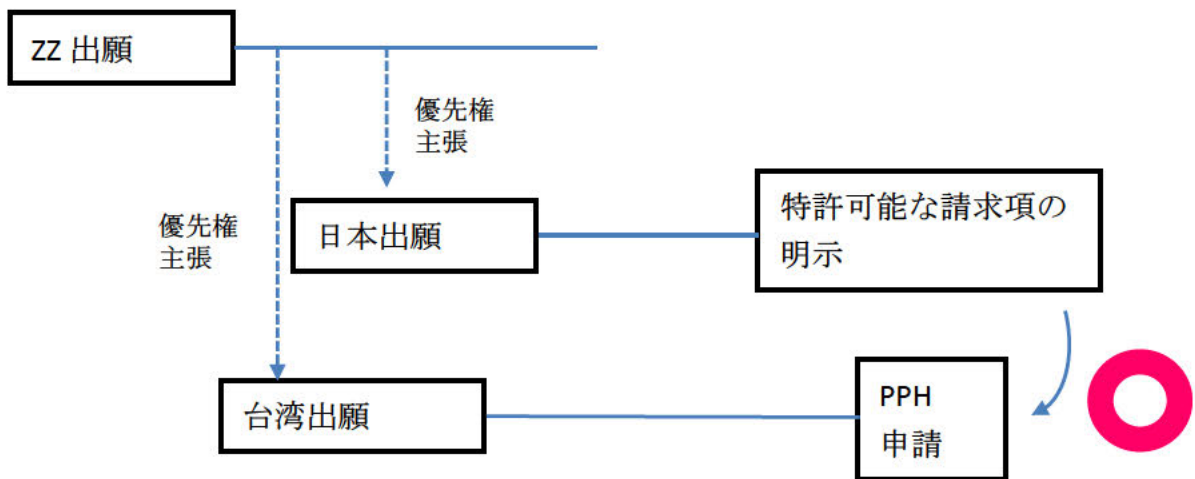 ZZ 出願
優先権
主張
優先権
主張
日本出願
特許可能な請求項の
明示
台湾出願
PPH
申請